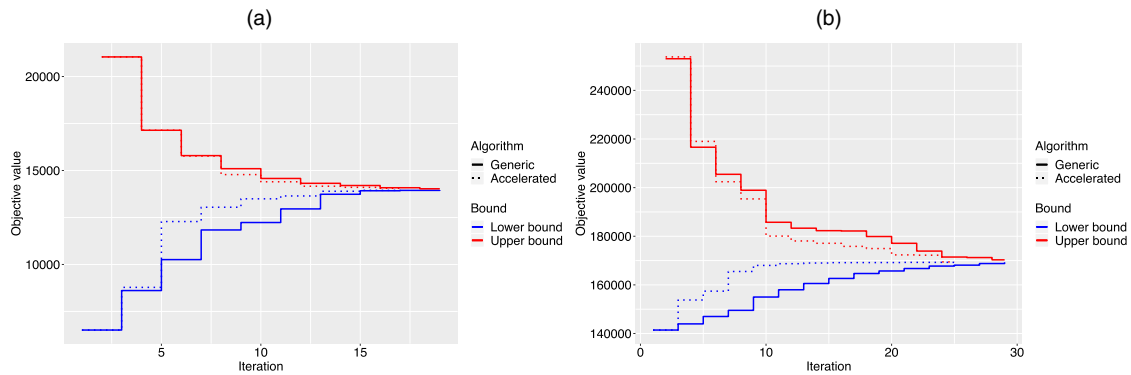 (a)
Objective value
20000
15000
10000
5
10
15
Iteration
Algorithm
Generic
Accelerated
Bound
Lower bound
Upper bound
(b)
Objective value
240000
220000
200000
180000
160000
140000
0
10
20
30
Iteration
Algorithm
Generic
Accelerated
Bound
Lower bound
Upper bound